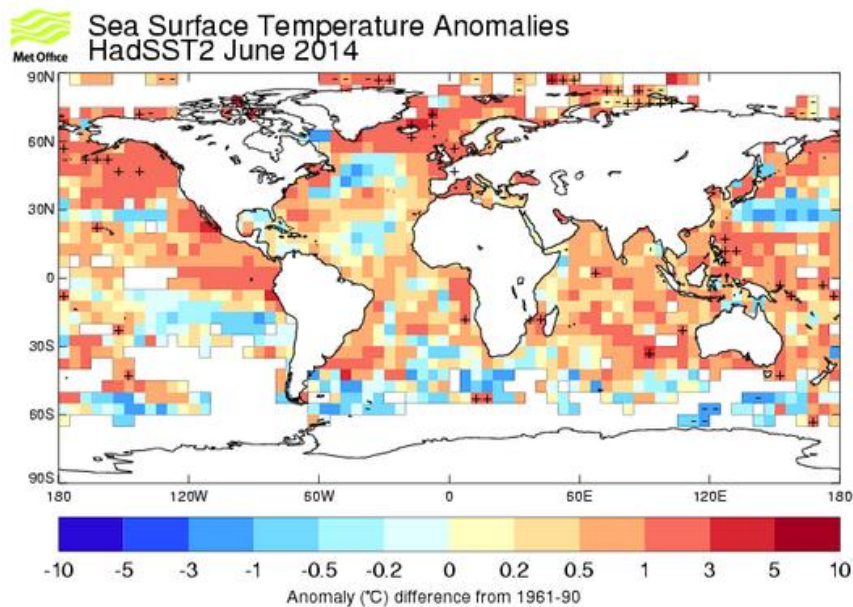 Met Office
Sea Surface Temperature Anomalies
HadSST2 June 2014
90N
60N
30N
0
30S
60S
90S
180 120W 60W 0 60E 120E 180
-10 -5 -3 -1 -0.5 -0.2 0 0.2 0.5 1 3 5 10
Anomaly (°C) difference from 1961-90